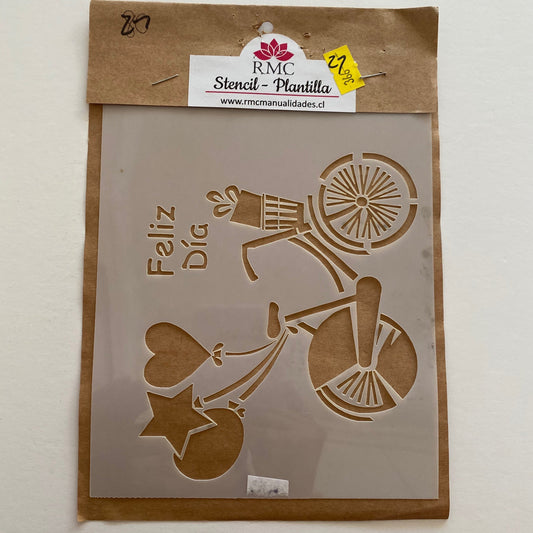 RMC
Stencil - Plantilla
www.rmcmanualidades.cl
Feliz
Día